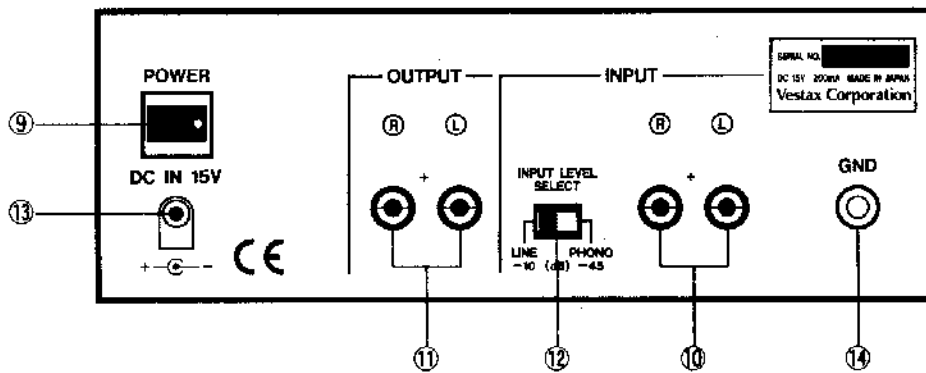 POWER
⑨
DC IN 15V
⑬
+ -
CE
OUTPUT
Ⓡ Ⓛ
+
⑪
INPUT
INPUT LEVEL
SELECT
LINE PHONO
-10 (dB) -45
⑫
Ⓡ Ⓛ
+
⑩
SERIAL NO.
DC 15V 200mA MADE IN JAPAN
Vestax Corporation
GND
⑭